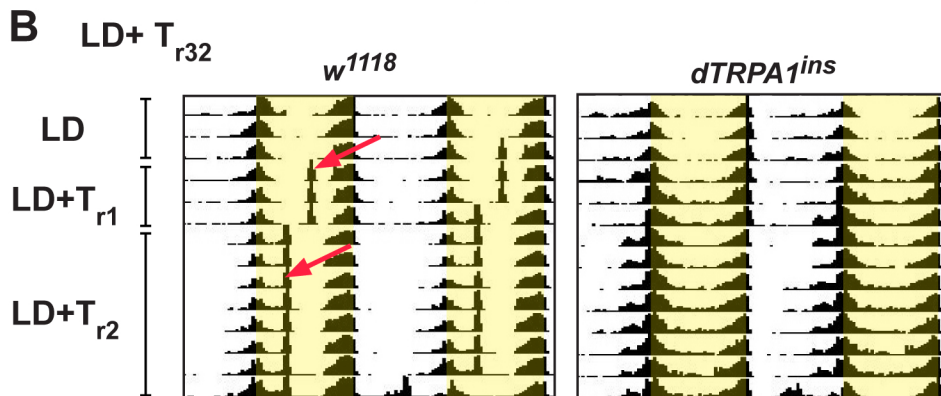 B LD+ Tr32
w1118 dTRPA1ins
LD
LD+Tr1
LD+Tr2